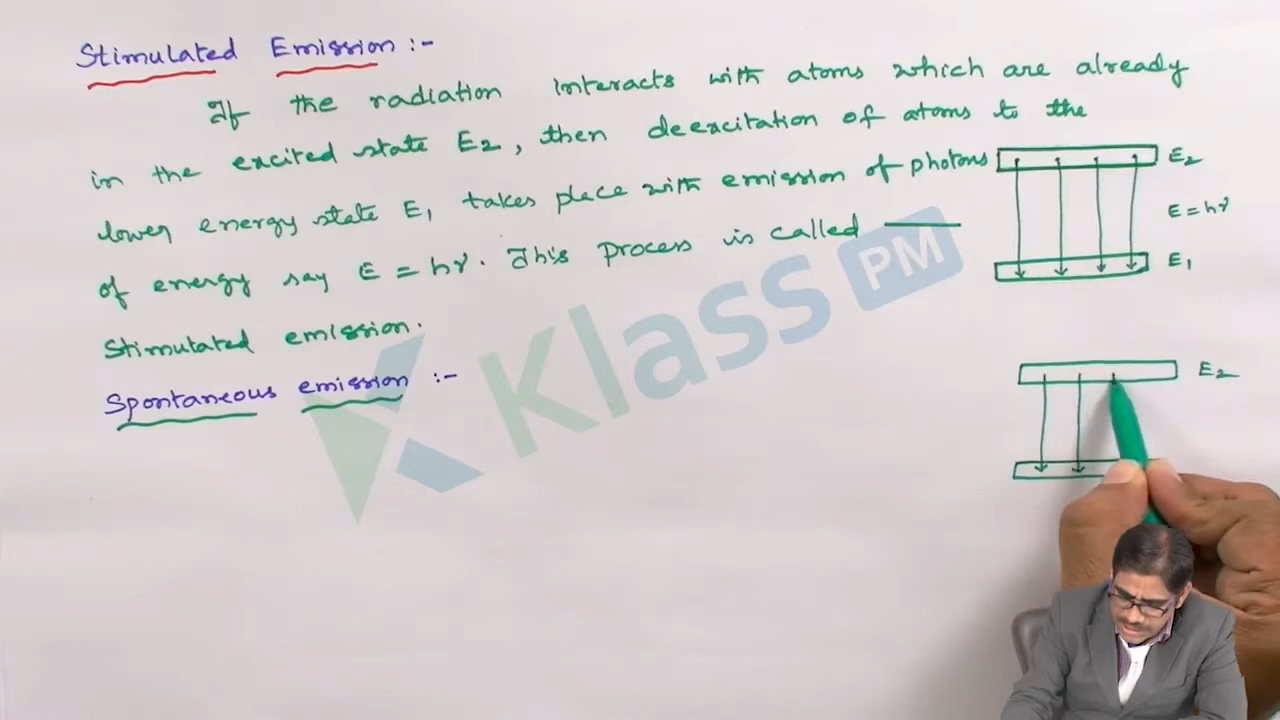 Stimulated Emission :-
If the radiation interacts with atoms which are already
in the excited state E2, then deexcitation of atoms to the
lower energy state E1 takes place with emission of photons
of energy say E = hγ. This process is called
Stimulated emission.
E2
E = hγ
E1
Spontaneous emission :-
E2
Klass PM